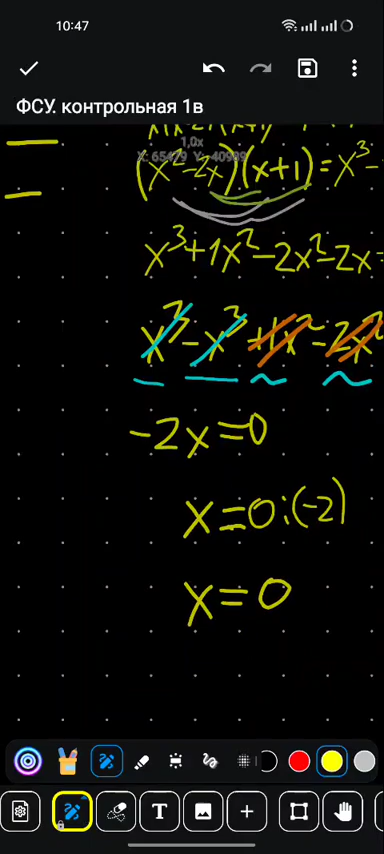 10:47
ФСУ. контрольная 1в
1,0x
X: 65479 Y: -40989
(x²-2x)(x+1)=x³-
x³+1x²-2x²-2x=
x³-x³+1x²-2x²
-2x=0
x=0:(-2)
x=0
T